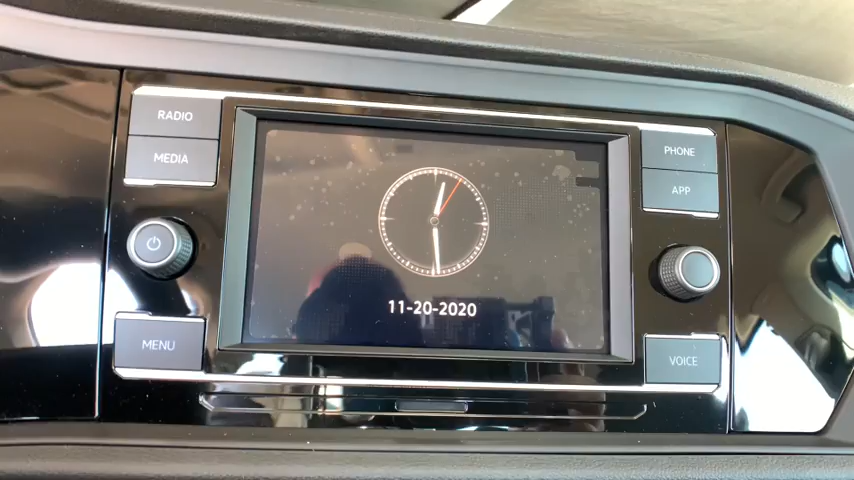 RADIO
MEDIA
MENU
11-20-2020
PHONE
APP
VOICE